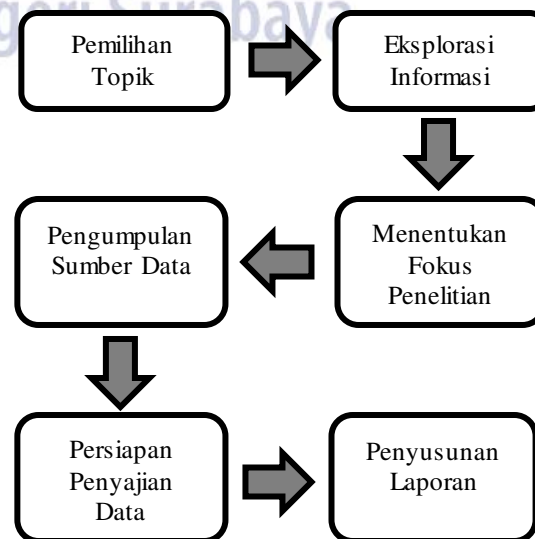 geri Surabaya
Pemilihan
Topik
Eksplorasi
Informasi
Menentukan
Fokus
Penelitian
Pengumpulan
Sumber Data
Persiapan
Penyajian
Data
Penyusunan
Laporan